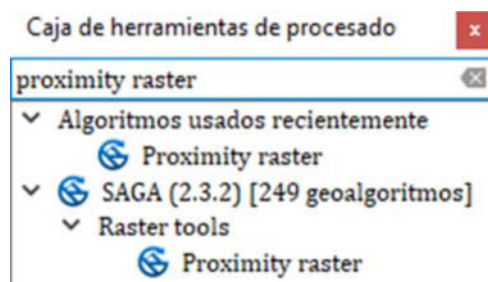 Caja de herramientas de procesado
proximity raster
Algoritmos usados recientemente
Proximity raster
SAGA (2.3.2) [249 geoalgoritmos]
Raster tools
Proximity raster